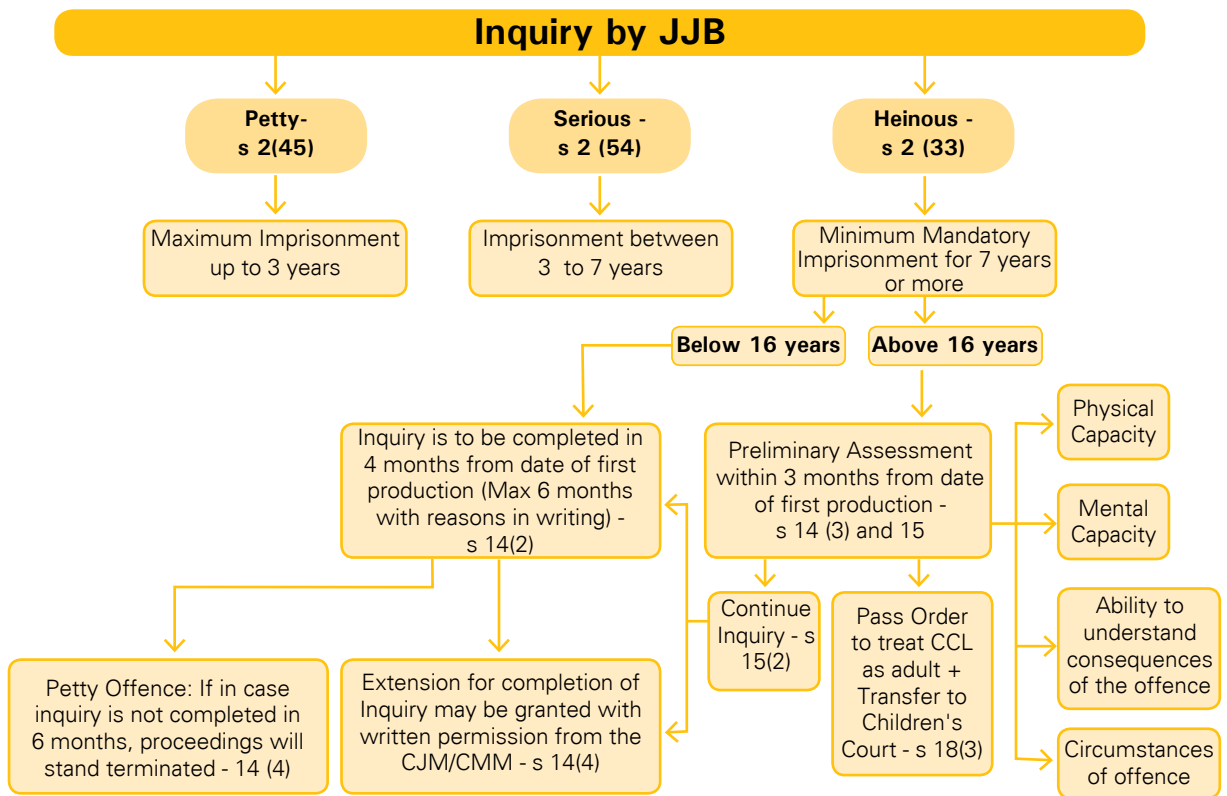 Inquiry by JJB
Petty-
s 2(45)
Serious -
s 2 (54)
Heinous -
s 2 (33)
Maximum Imprisonment
up to 3 years
Imprisonment between
3 to 7 years
Minimum Mandatory
Imprisonment for 7 years
or more
Below 16 years
Above 16 years
Inquiry is to be completed in
4 months from date of first
production (Max 6 months
with reasons in writing) -
s 14(2)
Preliminary Assessment
within 3 months from date
of first production -
s 14 (3) and 15
Physical
Capacity
Mental
Capacity
Ability to
understand
consequences
of the offence
Circumstances
of offence
Continue
Inquiry - s
15(2)
Pass Order
to treat CCL
as adult +
Transfer to
Children's
Court - s 18(3)
Petty Offence: If in case
inquiry is not completed in
6 months, proceedings will
stand terminated - 14 (4)
Extension for completion of
Inquiry may be granted with
written permission from the
CJM/CMM - s 14(4)